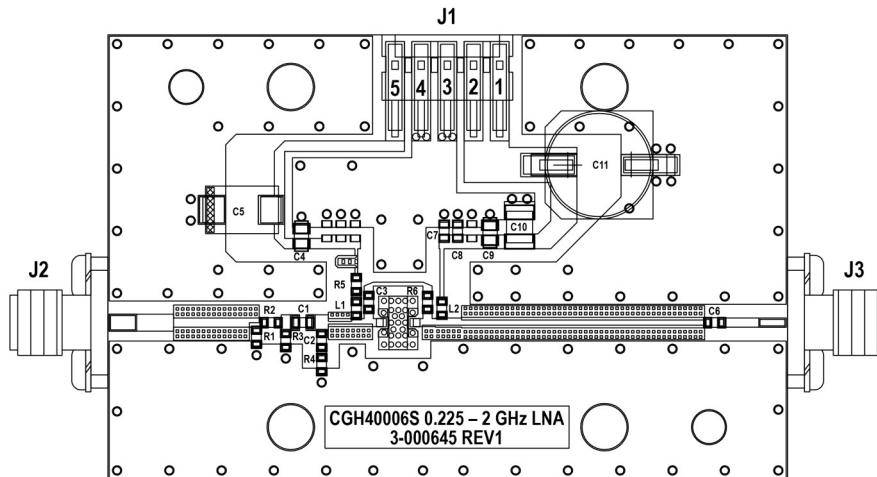 J1
5 4 3 2 1
C11
C5
C7
C10
C4
C8
C9
J2
J3
R5
C3
R6
L1
L2
R2
C1
C6
R1
R3
C2
R4
CGH40006S 0.225 – 2 GHz LNA
3-000645 REV1